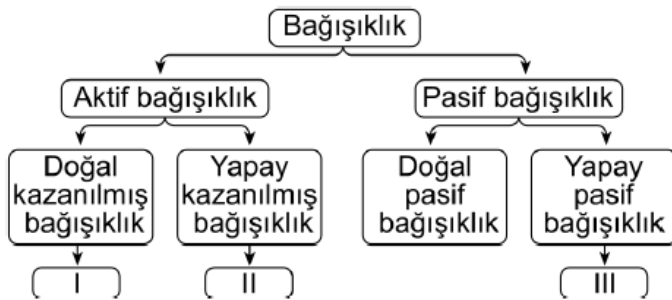 Bağışıklık
Aktif bağışıklık
Pasif bağışıklık
Doğal
kazanılmış
bağışıklık
Yapay
kazanılmış
bağışıklık
Doğal
pasif
bağışıklık
Yapay
pasif
bağışıklık
I
II
III